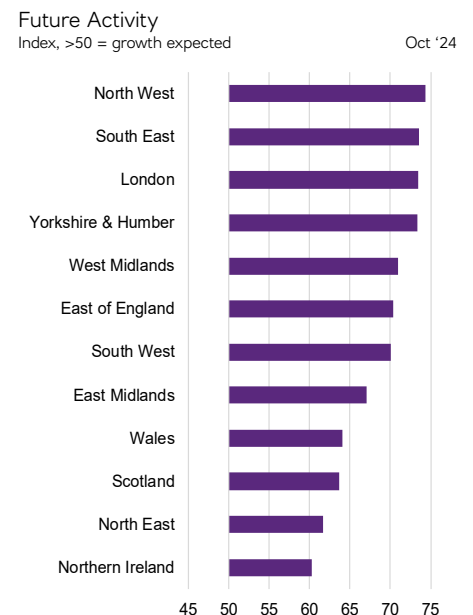 Future Activity
Index, >50 = growth expected
Oct ‘24
North West
South East
London
Yorkshire & Humber
West Midlands
East of England
South West
East Midlands
Wales
Scotland
North East
Northern Ireland
45 50 55 60 65 70 75